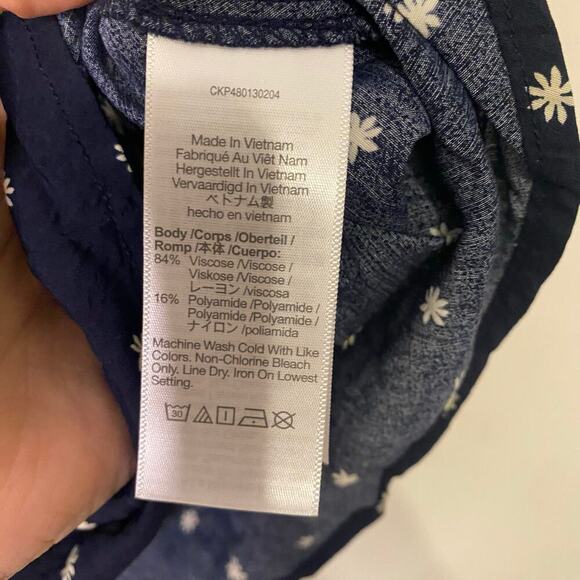 CKP480130204
Made In Vietnam
Fabriqué Au Viêt Nam
Hergestellt In Vietnam
Vervaardigd In Vietnam
ベトナム製
hecho en vietnam
Body /Corps /Oberteil /
Romp /本体 /Cuerpo:
84% Viscose /Viscose /
Viskose /Viscose /
レーヨン /viscosa
16% Polyamide /Polyamide /
Polyamide /Polyamide /
ナイロン /poliamida
Machine Wash Cold With Like
Colors. Non-Chlorine Bleach
Only. Line Dry. Iron On Lowest
Setting.
30